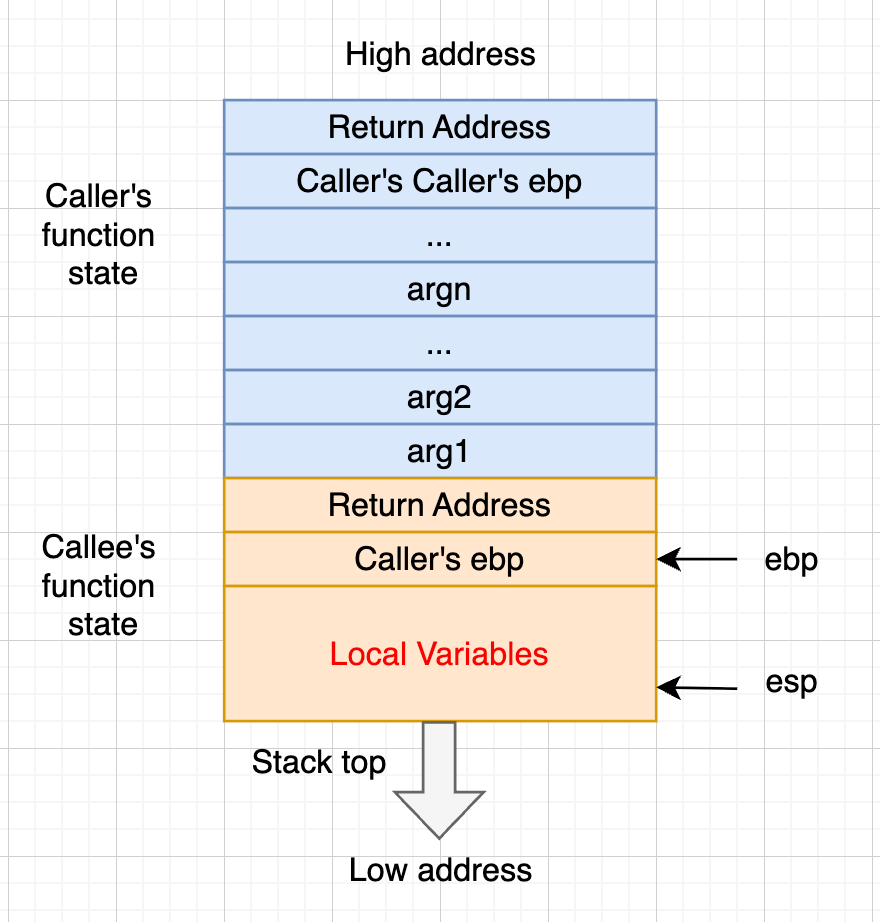 High address
Return Address
Caller's Caller's ebp
Caller's
function
state
...
argn
...
arg2
arg1
Return Address
Callee's
function
state
Caller's ebp
ebp
Local Variables
esp
Stack top
Low address